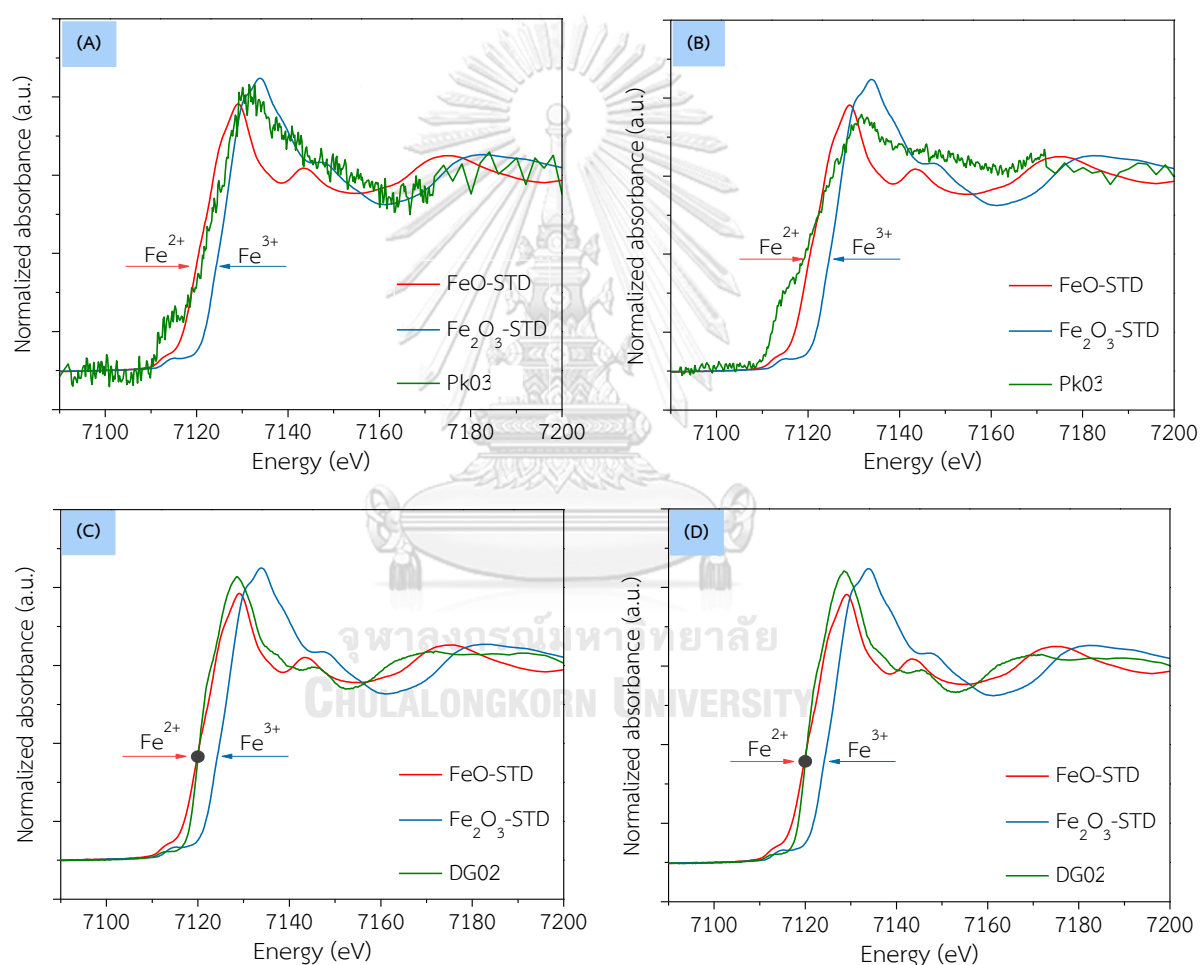 (A)
Normalized absorbance (a.u.)
Fe2+
Fe3+
FeO-STD
Fe2O3-STD
Pk03
7100 7120 7140 7160 7180 7200
Energy (eV)
(B)
Normalized absorbance (a.u.)
Fe2+
Fe3+
FeO-STD
Fe2O3-STD
Pk03
7100 7120 7140 7160 7180 7200
Energy (eV)
(C)
Normalized absorbance (a.u.)
Fe2+
Fe3+
FeO-STD
Fe2O3-STD
DG02
7100 7120 7140 7160 7180 7200
Energy (eV)
(D)
Normalized absorbance (a.u.)
Fe2+
Fe3+
FeO-STD
Fe2O3-STD
DG02
7100 7120 7140 7160 7180 7200
Energy (eV)
จุฬาลงกรณ์มหาวิทยาลัย
CHULALONGKORN UNIVERSITY